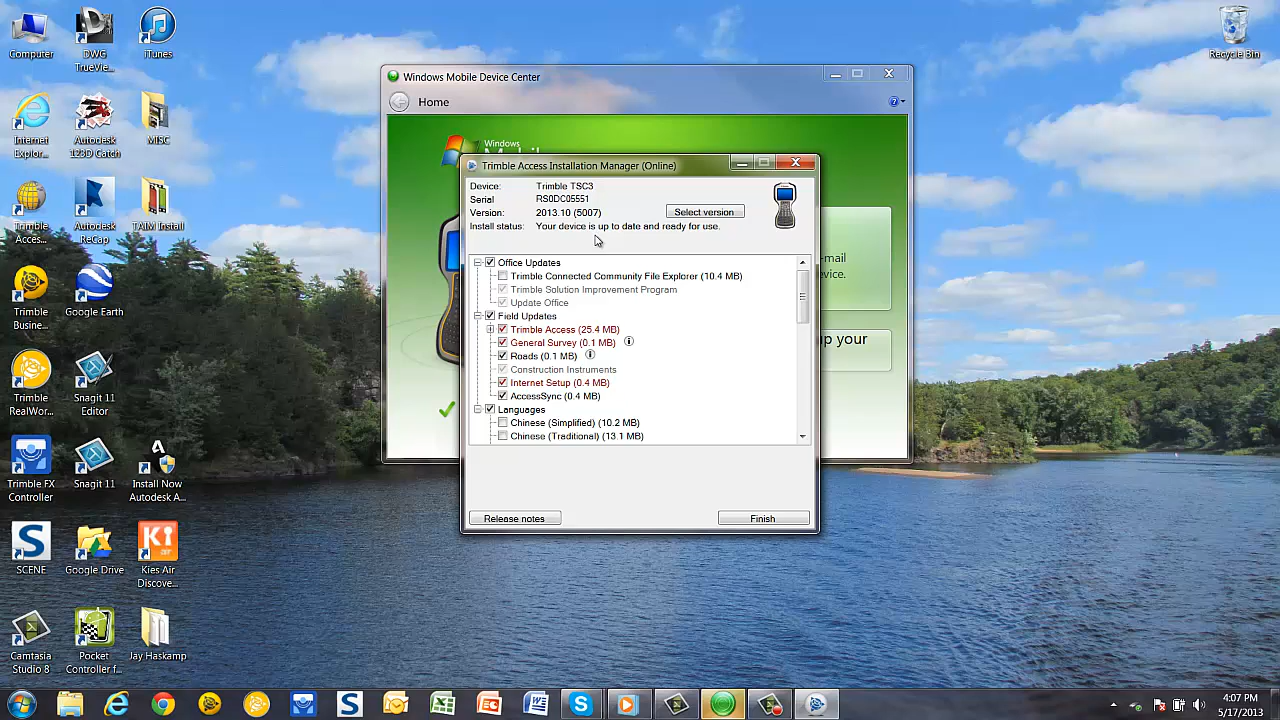 Computer
DWG
TrueView...
iTunes
Recycle Bin
Internet
Explor...
Autodesk
123D Catch
MISC
Trimble
Acces...
Autodesk
ReCap
TAIM Install
Trimble
Busine...
Google Earth
Trimble
RealWor...
Snagit 11
Editor
Trimble FX
Controller
Snagit 11
Install Now
Autodesk A...
SCENE
Google Drive
Kies Air
Discove...
Camtasia
Studio 8
Pocket
Controller f...
Jay Haskamp
Windows Mobile Device Center
Home
Windows
-mail
vice.
up your
Trimble Access Installation Manager (Online)
Device: Trimble TSC3
Serial RS0DC05551
Version: 2013.10 (5007) Select version
Install status: Your device is up to date and ready for use.
Office Updates
Trimble Connected Community File Explorer (10.4 MB)
Trimble Solution Improvement Program
Update Office
Field Updates
Trimble Access (25.4 MB)
General Survey (0.1 MB)
Roads (0.1 MB)
Construction Instruments
Internet Setup (0.4 MB)
AccessSync (0.4 MB)
Languages
Chinese (Simplified) (10.2 MB)
Chinese (Traditional) (13.1 MB)
Release notes Finish
4:07 PM
5/17/2013